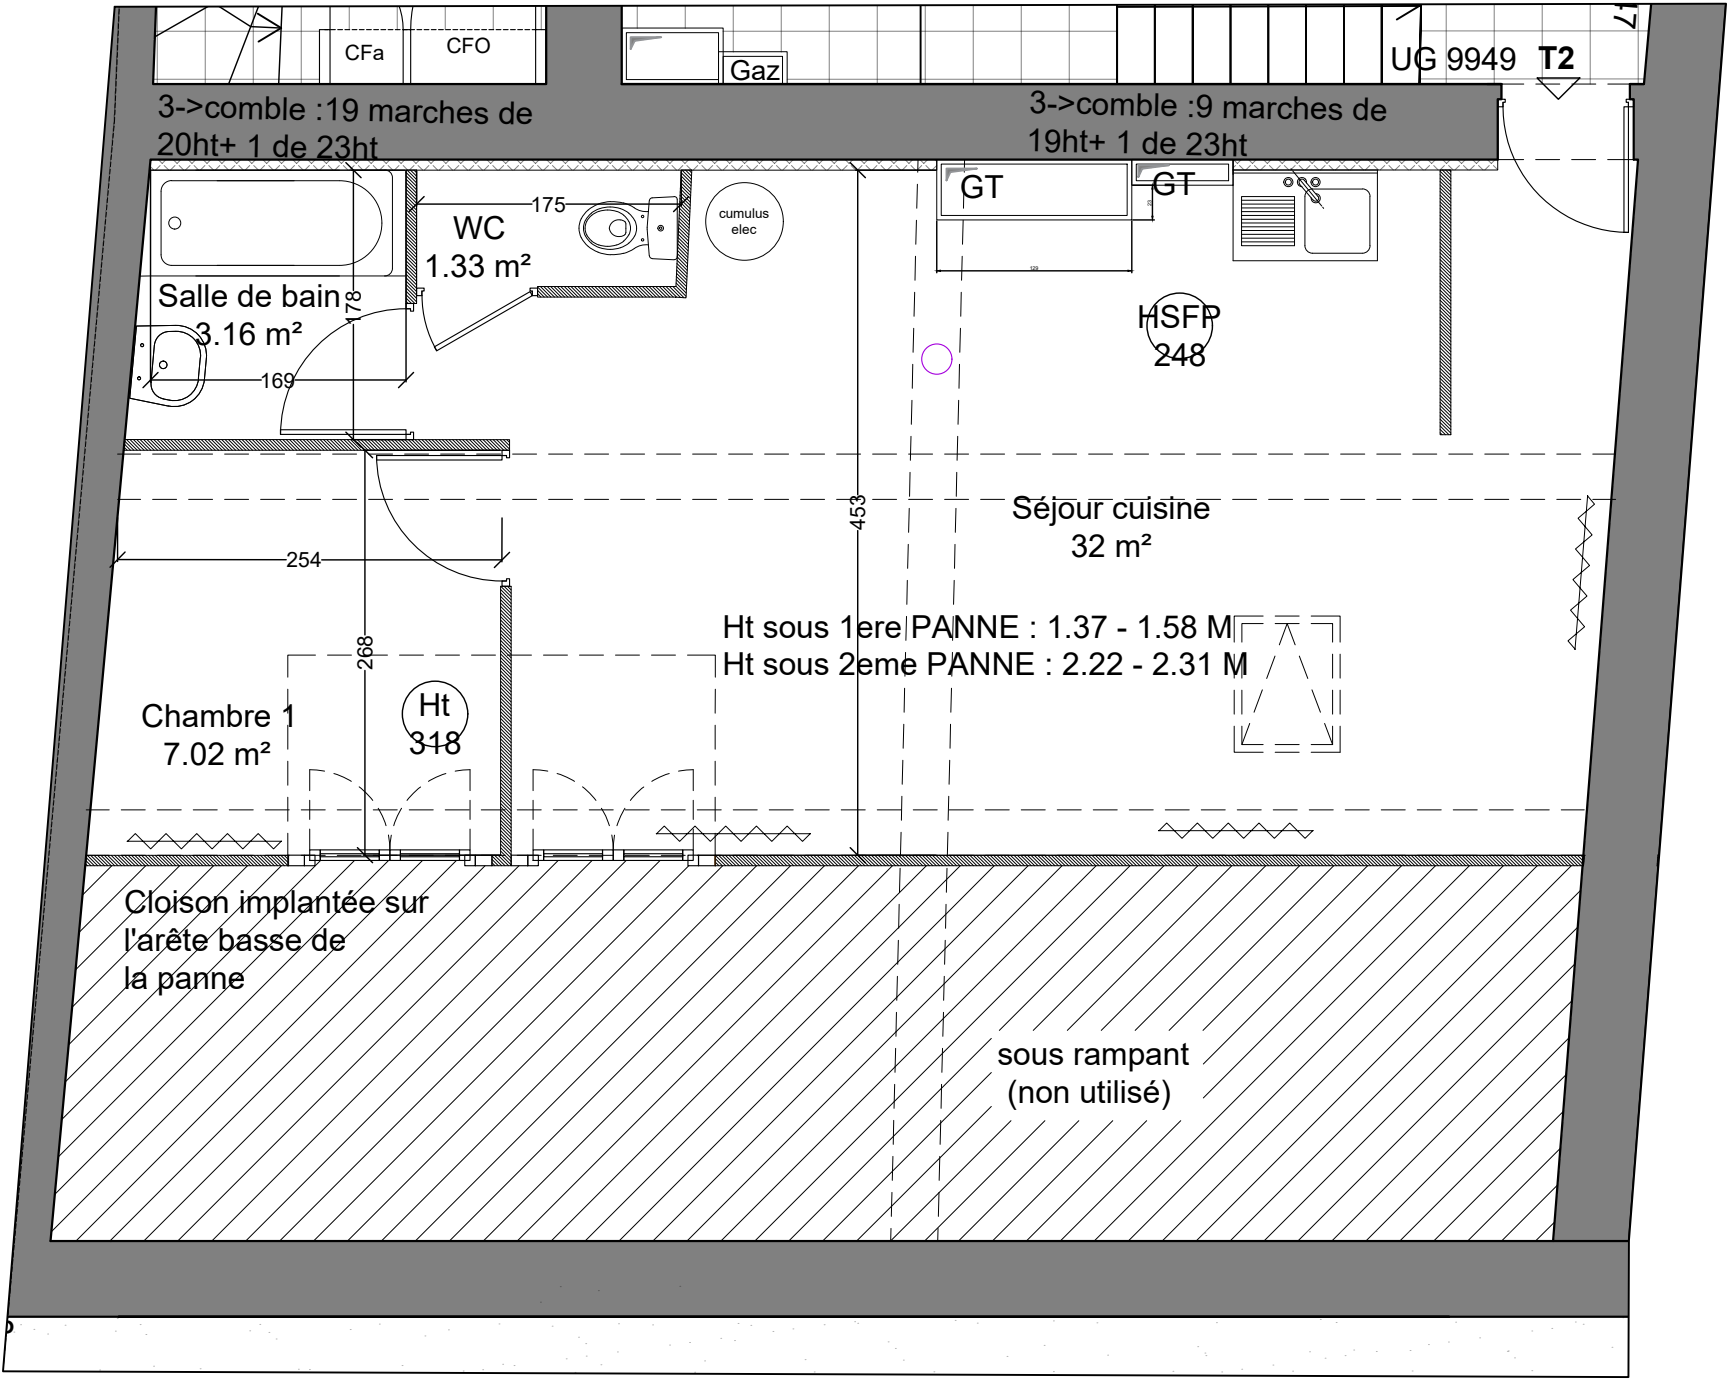 CFa
CFO
Gaz
UG 9949 T2
3->comble :19 marches de
20ht+ 1 de 23ht
3->comble :9 marches de
19ht+ 1 de 23ht
GT
GT
175
WC
1.33 m²
cumulus
elec
23
129
Salle de bain
3.16 m²
178
169
HSFP
248
453
Séjour cuisine
32 m²
254
268
Ht sous 1ere PANNE : 1.37 - 1.58 M
Ht sous 2eme PANNE : 2.22 - 2.31 M
Chambre 1
7.02 m²
Ht
318
Cloison implantée sur
l'arête basse de
la panne
sous rampant
(non utilisé)